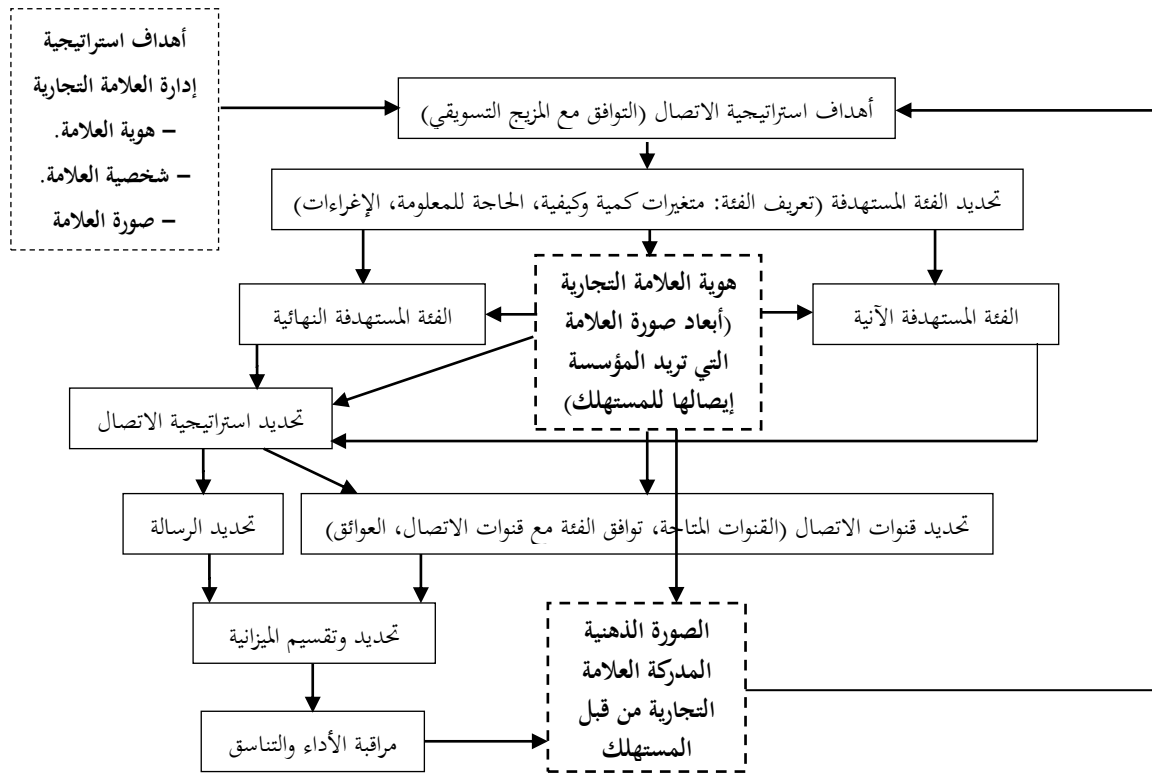 أهداف استراتيجية
إدارة العلامة التجارية
– هوية العلامة.
– شخصية العلامة.
– صورة العلامة
أهداف استراتيجية الاتصال (التوافق مع المزيج التسويقي)
تحديد الفئة المستهدفة (تعريف الفئة: متغيرات كمية وكيفية، الحاجة للمعلومة، الإغراءات)
الفئة المستهدفة الآنية
هوية العلامة التجارية
(أبعاد صورة العلامة
التي تريد المؤسسة
إيصالها للمستهلك)
الفئة المستهدفة النهائية
تحديد استراتيجية الاتصال
تحديد قنوات الاتصال (القنوات المتاحة، توافق الفئة مع قنوات الاتصال، العوائق)
تحديد الرسالة
تحديد وتقسيم الميزانية
الصورة الذهنية
المدركة العلامة
التجارية من قبل
المستهلك
مراقبة الأداء والتناسق